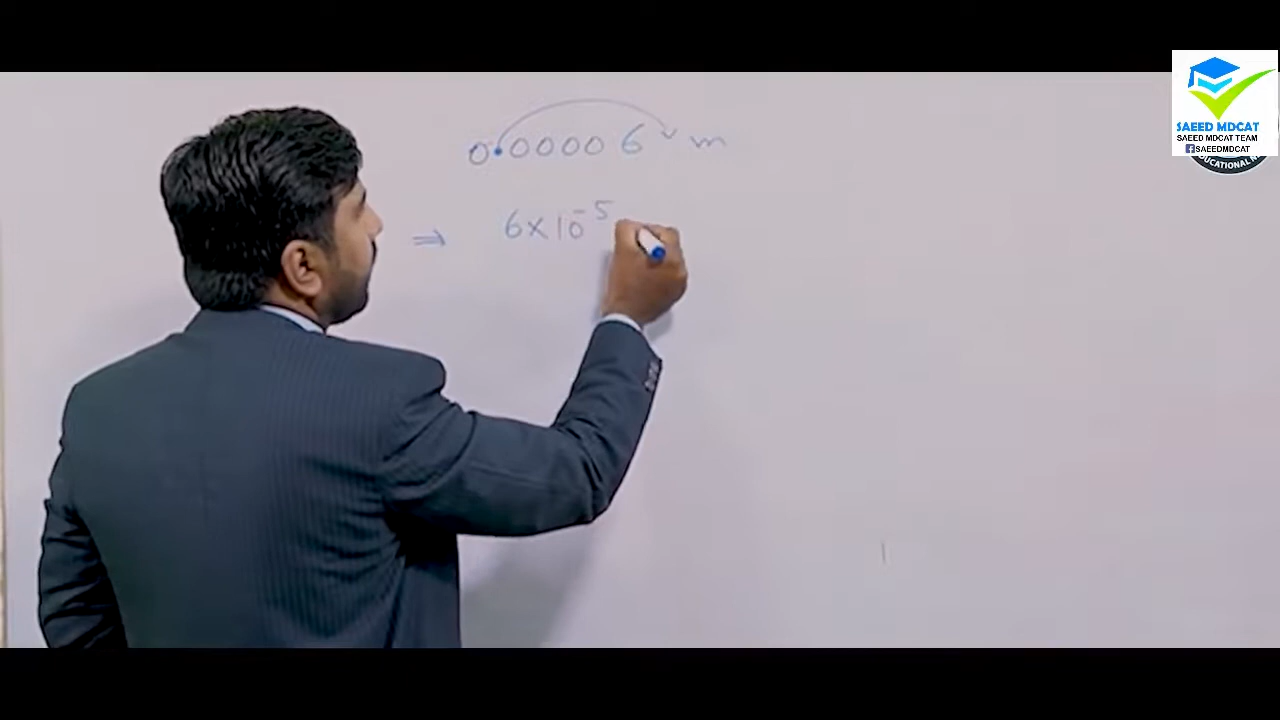 0.00006 m
⇒ 6×10⁻⁵
SAEED MDCAT
SAEED MDCAT TEAM
SAEEDMDCAT